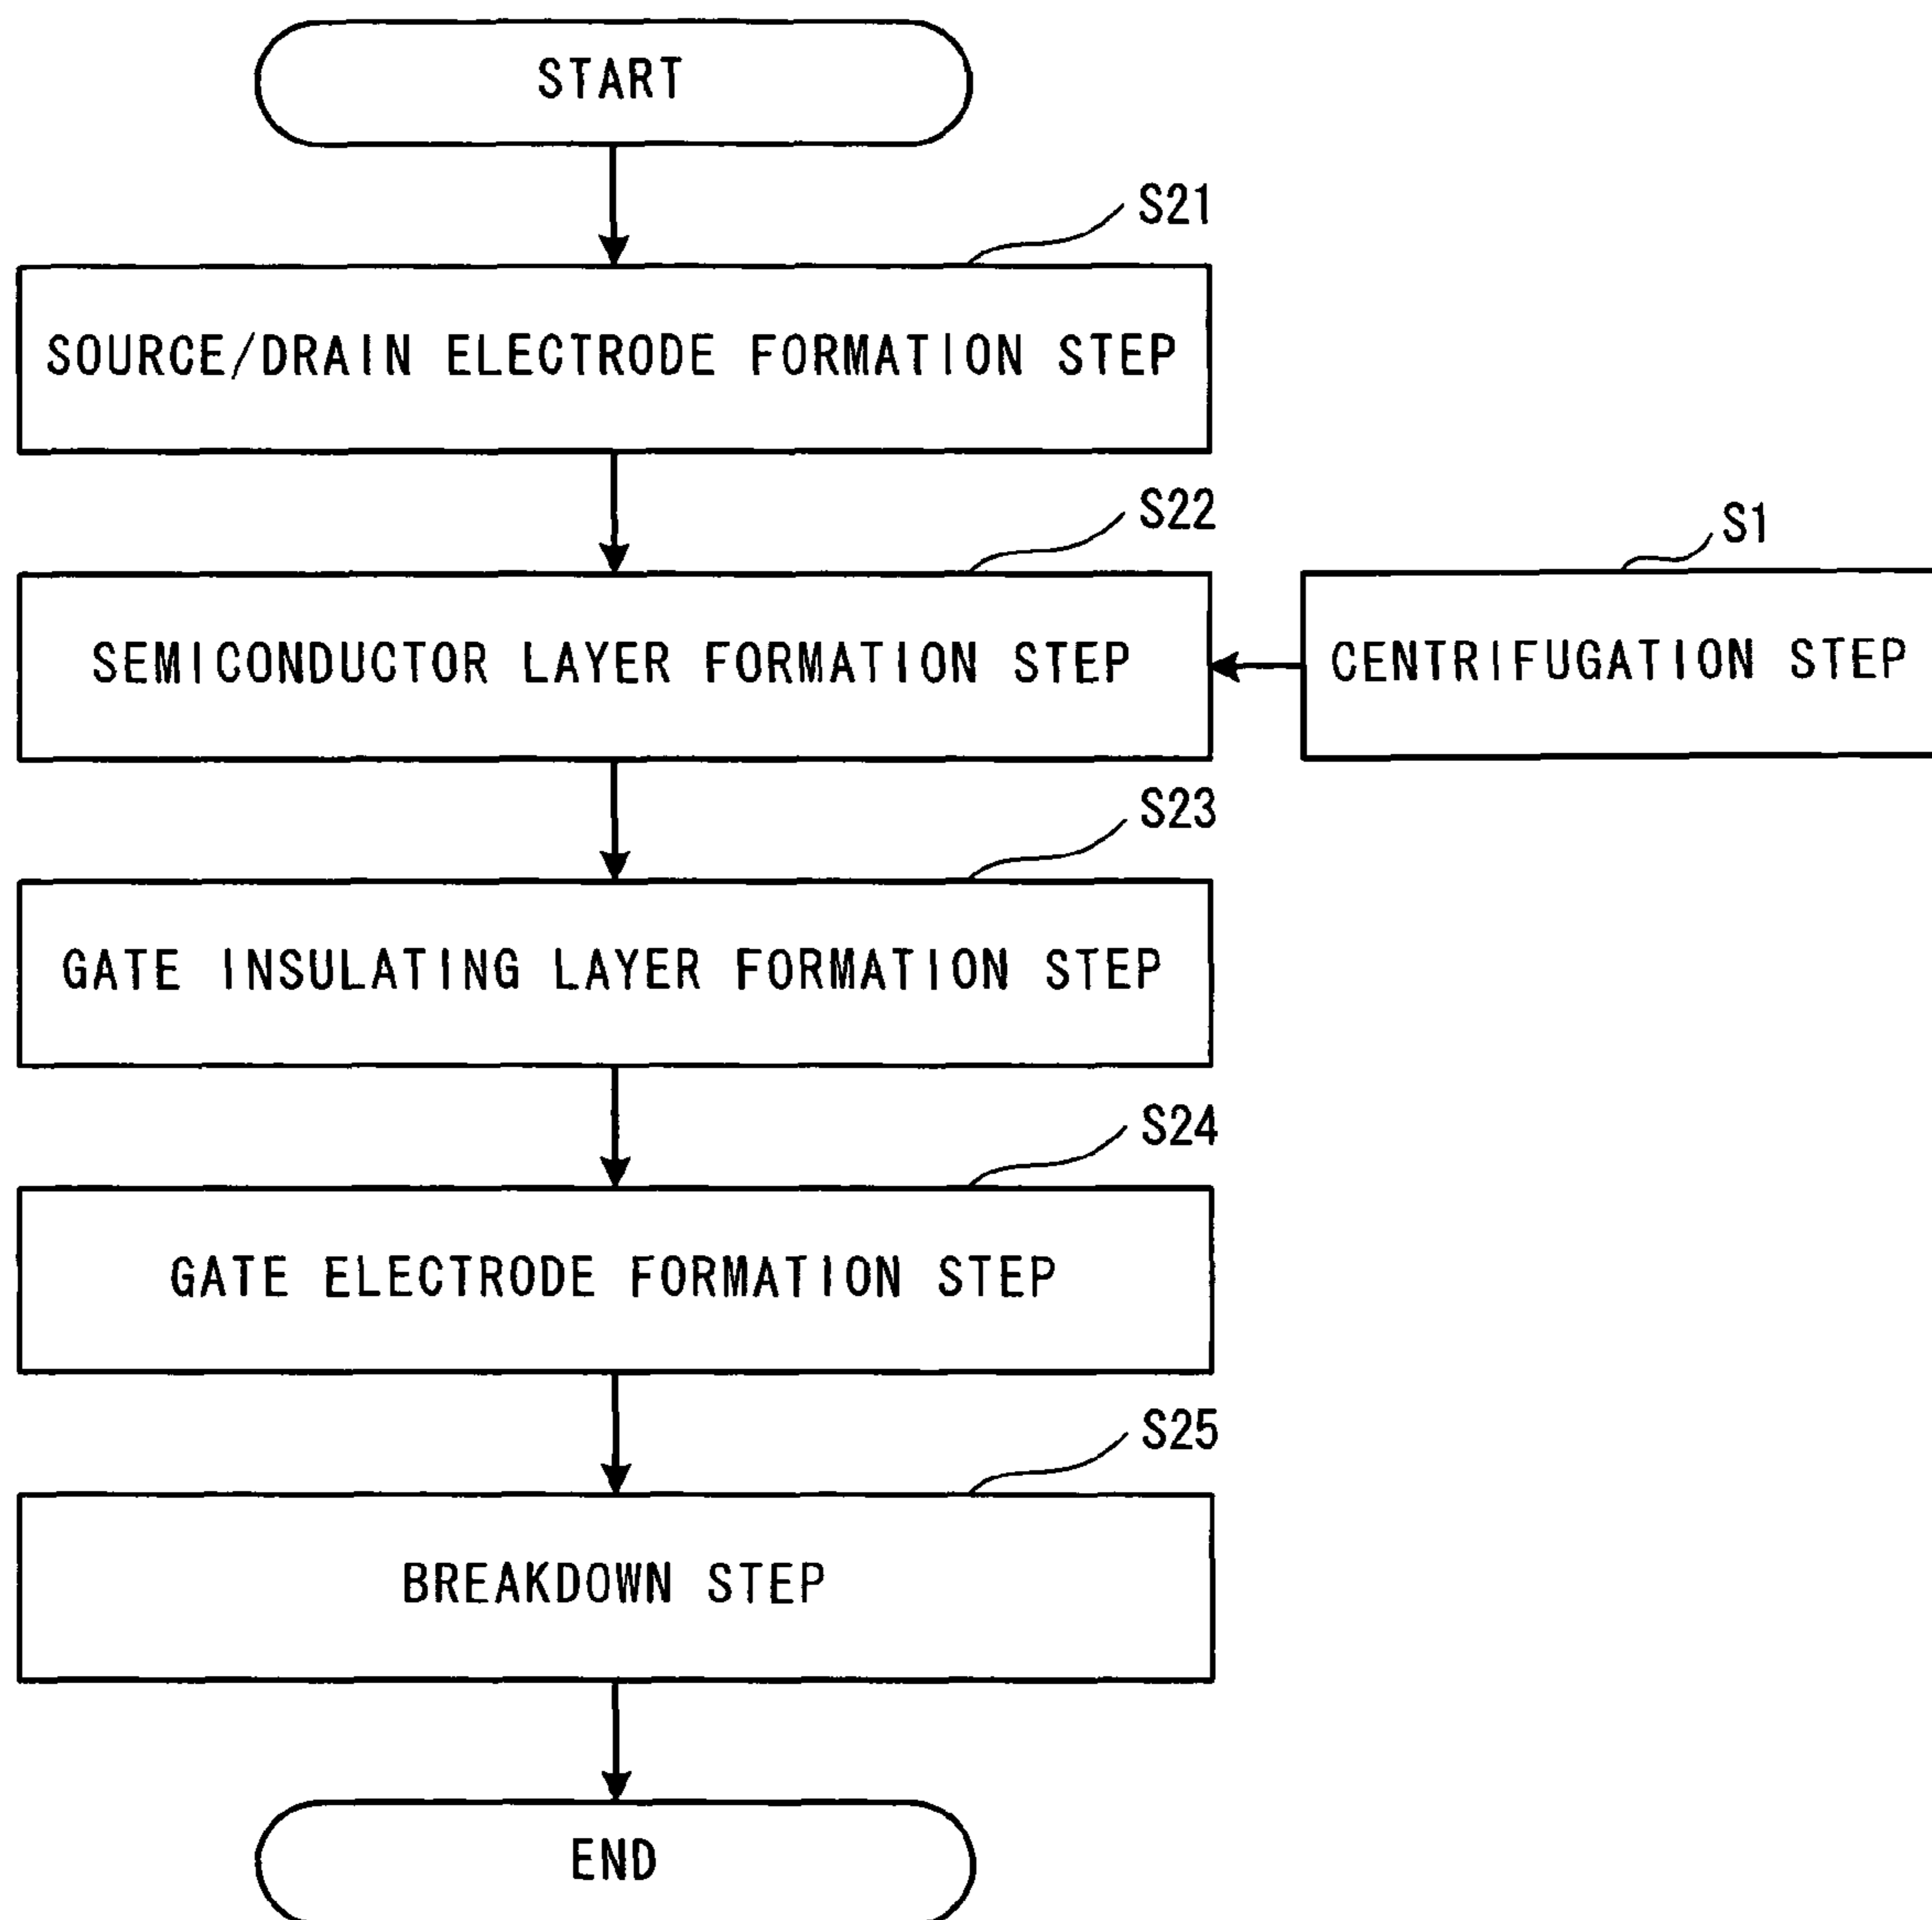 START
S21
SOURCE/DRAIN ELECTRODE FORMATION STEP
S22
S1
SEMICONDUCTOR LAYER FORMATION STEP
CENTRIFUGATION STEP
S23
GATE INSULATING LAYER FORMATION STEP
S24
GATE ELECTRODE FORMATION STEP
S25
BREAKDOWN STEP
END